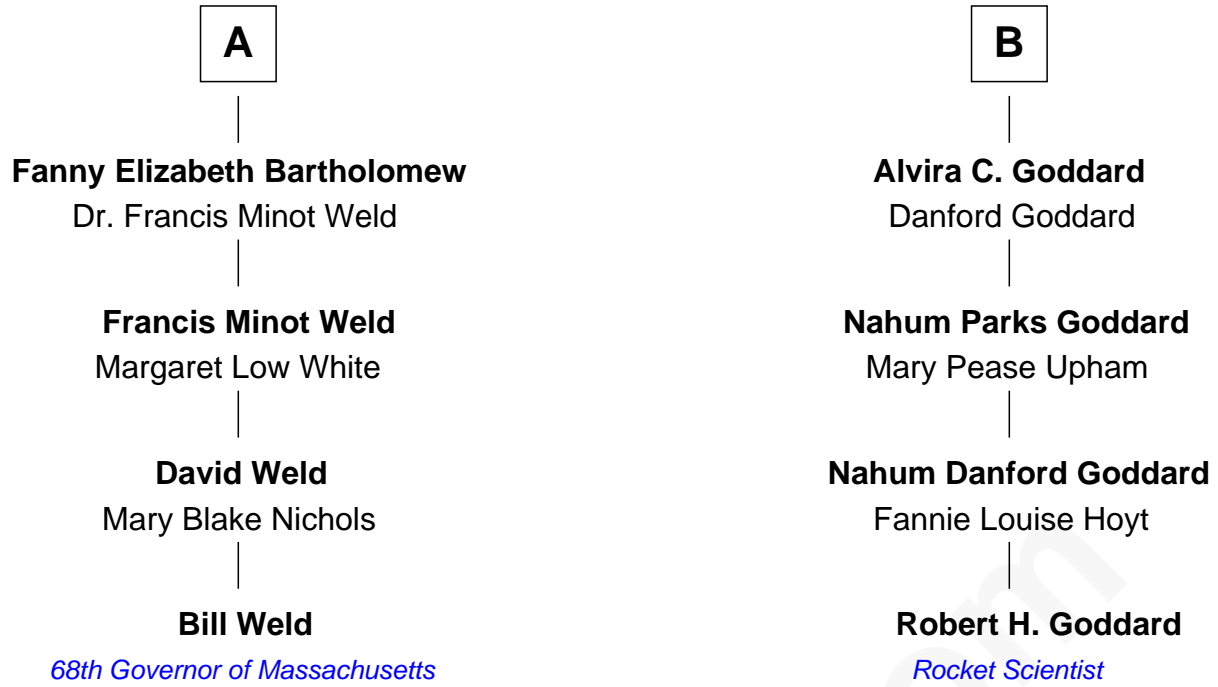 A
Fanny Elizabeth Bartholomew
Dr. Francis Minot Weld
Francis Minot Weld
Margaret Low White
David Weld
Mary Blake Nichols
Bill Weld
68th Governor of Massachusetts
B
Alvira C. Goddard
Danford Goddard
Nahum Parks Goddard
Mary Pease Upham
Nahum Danford Goddard
Fannie Louise Hoyt
Robert H. Goddard
Rocket Scientist